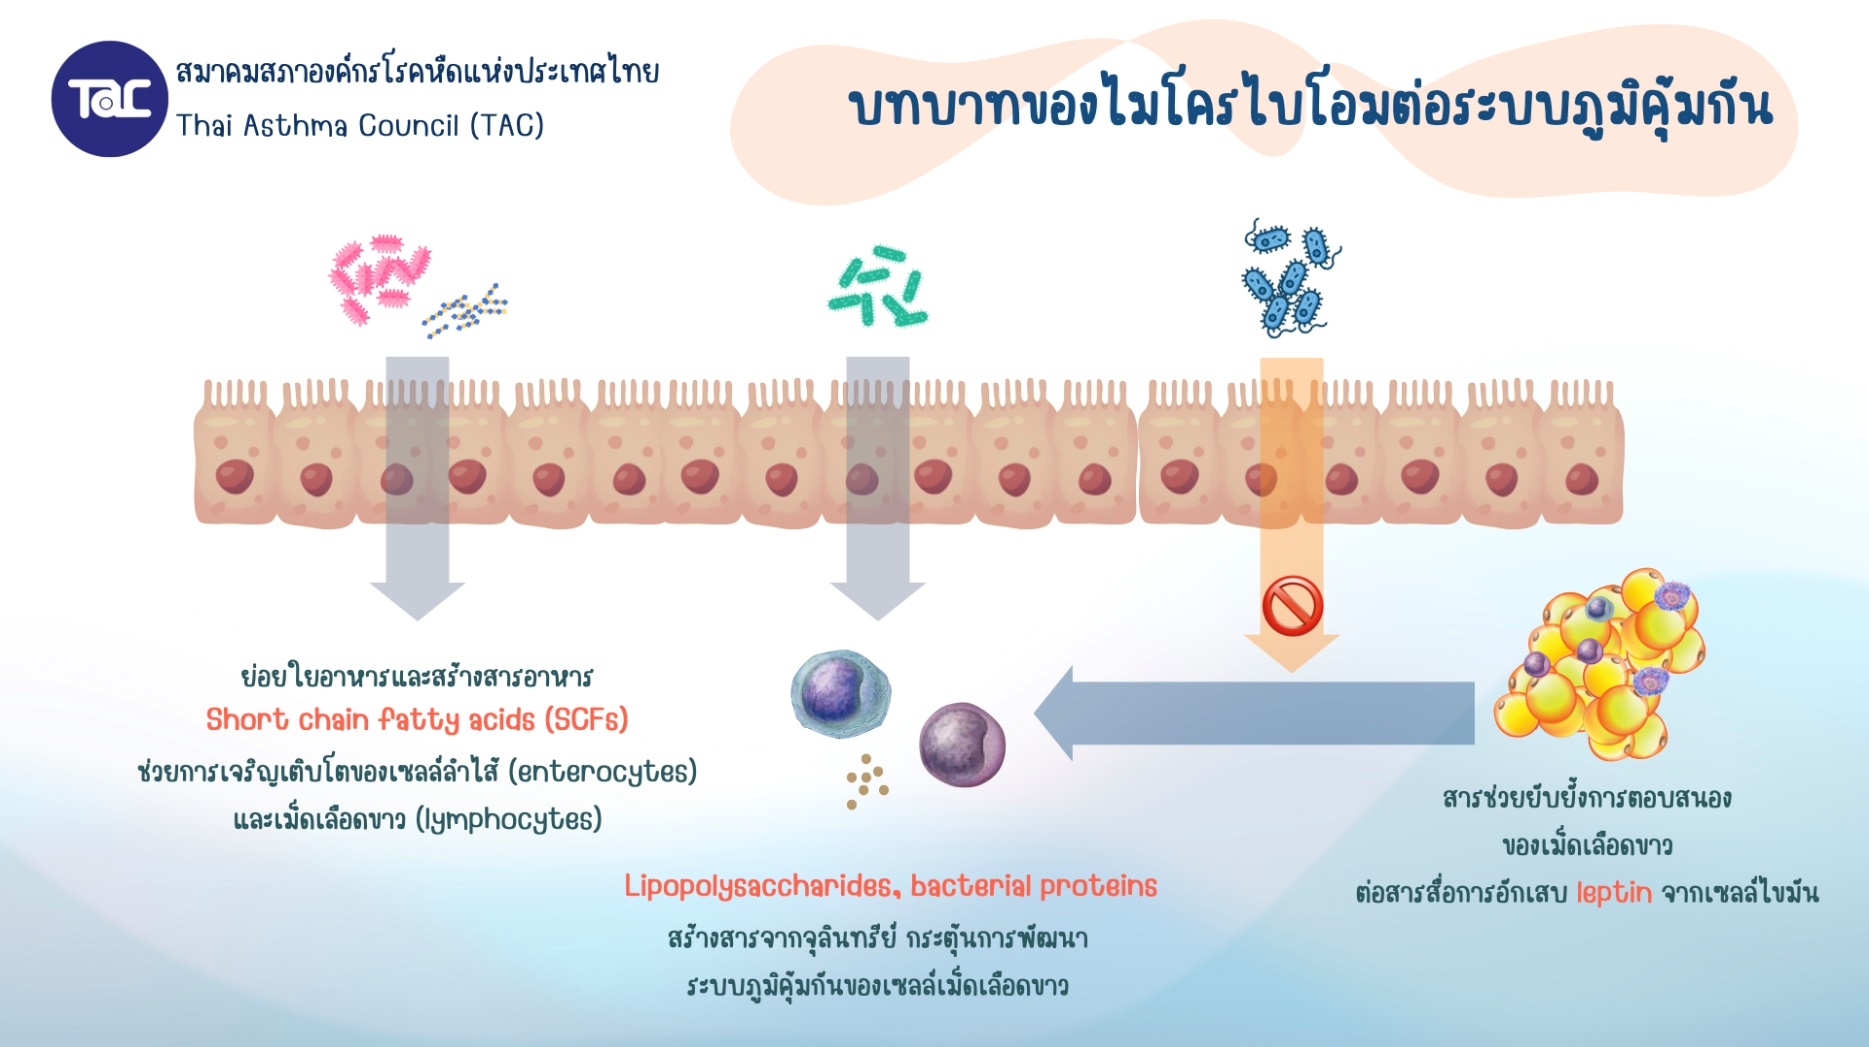 TaC
สมาคมสภาองค์กรโรคหืดแห่งประเทศไทย
Thai Asthma Council (TAC)
บทบาทของไมโครไบโอมต่อระบบภูมิคุ้มกัน
ย่อยใยอาหารและสร้างสารอาหาร
Short chain fatty acids (SCFs)
ช่วยการเจริญเติบโตของเซลล์ลำไส้ (enterocytes)
และเม็ดเลือดขาว (lymphocytes)
Lipopolysaccharides, bacterial proteins
สร้างสารจากจุลินทรีย์ กระตุ้นการพัฒนา
ระบบภูมิคุ้มกันของเซลล์เม็ดเลือดขาว
สารช่วยยับยั้งการตอบสนอง
ของเม็ดเลือดขาว
ต่อสารสื่อการอักเสบ leptin จากเซลล์ไขมัน